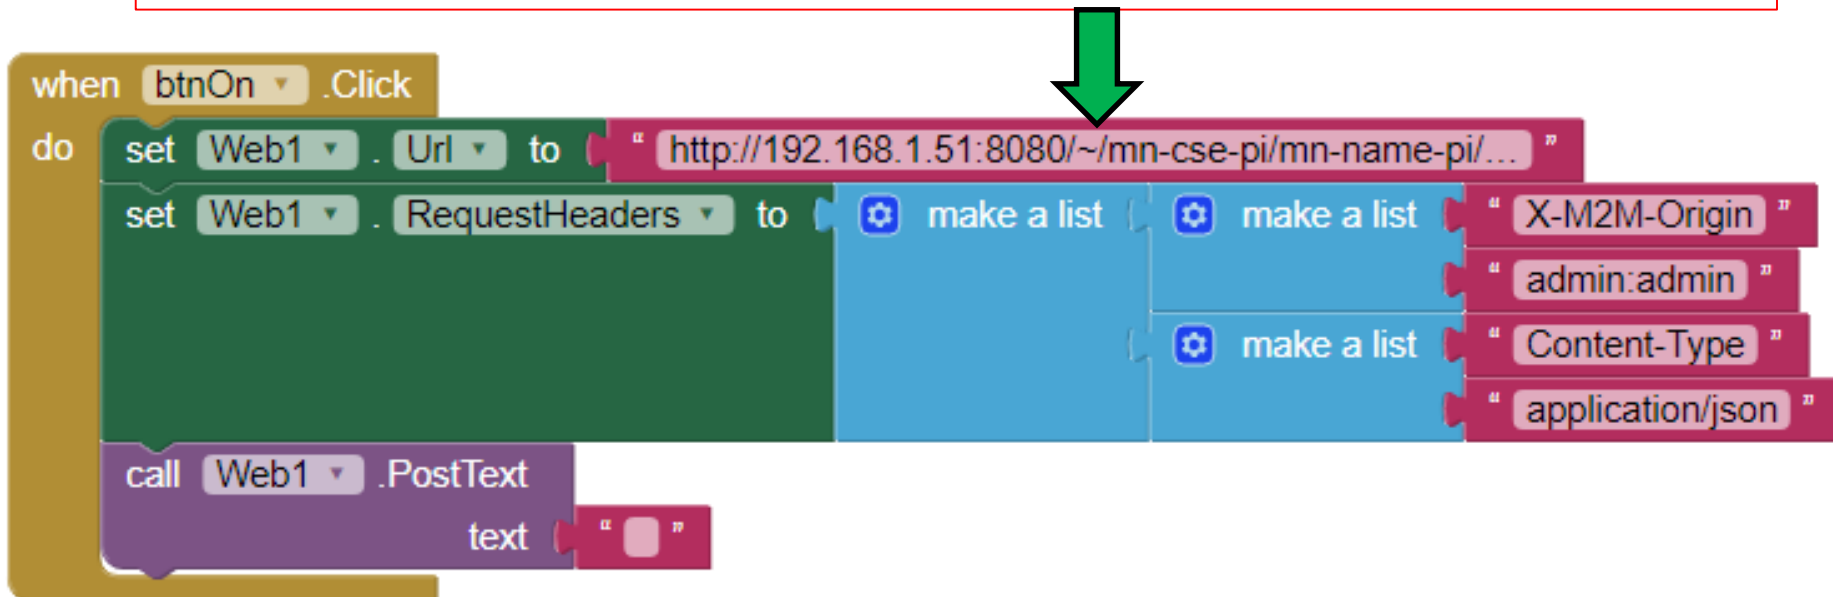 when btnOn .Click
do set Web1 . Url to " http://192.168.1.51:8080/~/mn-cse-pi/mn-name-pi/... "
set Web1 . RequestHeaders to make a list make a list " X-M2M-Origin "
" admin:admin "
make a list " Content-Type "
" application/json "
call Web1 .PostText
text " "